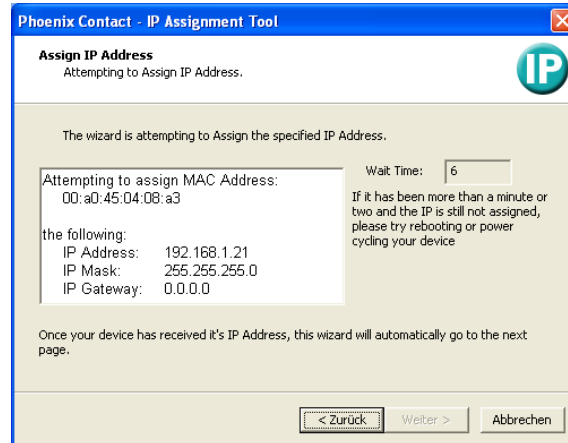 Phoenix Contact - IP Assignment Tool
Assign IP Address
Attempting to Assign IP Address.
IP
The wizard is attempting to Assign the specified IP Address.
Attempting to assign MAC Address:
00:a0:45:04:08:a3
the following:
IP Address: 192.168.1.21
IP Mask: 255.255.255.0
IP Gateway: 0.0.0.0
Wait Time: 6
If it has been more than a minute or
two and the IP is still not assigned,
please try rebooting or power
cycling your device
Once your device has received it's IP Address, this wizard will automatically go to the next
page.
< Zurück Weiter > Abbrechen